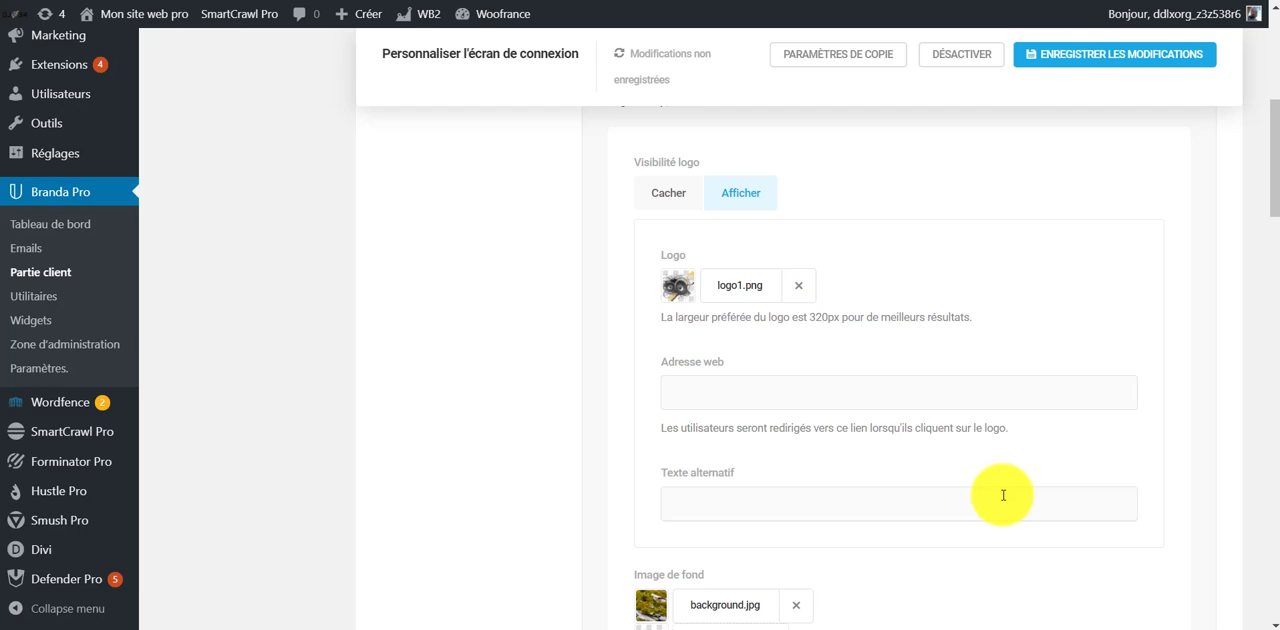 4
Mon site web pro
SmartCrawl Pro
0
Créer
WB2
Woofrance
Bonjour, ddlxorg_z3z538r6
Marketing
Extensions 4
Utilisateurs
Outils
Réglages
Branda Pro
Tableau de bord
Emails
Partie client
Utilitaires
Widgets
Zone d'administration
Paramètres.
Wordfence 2
SmartCrawl Pro
Forminator Pro
Hustle Pro
Smush Pro
Divi
Defender Pro 5
Collapse menu
Personnaliser l'écran de connexion
Modifications non
enregistrées
PARAMÈTRES DE COPIE
DÉSACTIVER
ENREGISTRER LES MODIFICATIONS
Visibilité logo
Cacher
Afficher
Logo
logo1.png
La largeur préférée du logo est 320px pour de meilleurs résultats.
Adresse web
Les utilisateurs seront redirigés vers ce lien lorsqu'ils cliquent sur le logo.
Texte alternatif
Image de fond
background.jpg